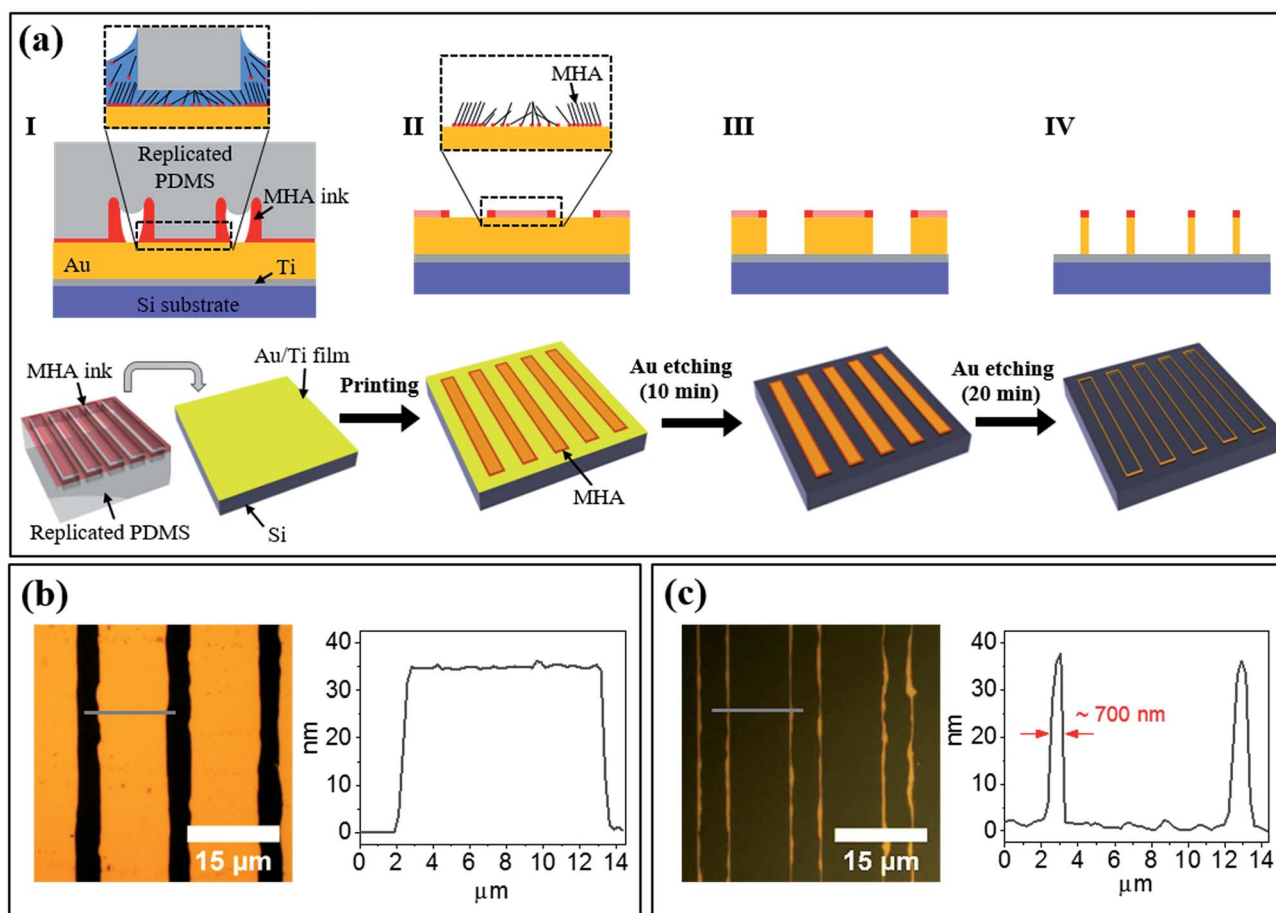 (a)
I
Replicated
PDMS
MHA ink
Au
Ti
Si substrate
II
MHA
III
IV
MHA ink
Replicated PDMS
Au/Ti film
Si
Printing
MHA
Au etching
(10 min)
Au etching
(20 min)
(b)
15 μm
nm
40
30
20
10
0
0 2 4 6 8 10 12 14
μm
(c)
15 μm
nm
40
30
20
10
0
~ 700 nm
0 2 4 6 8 10 12 14
μm